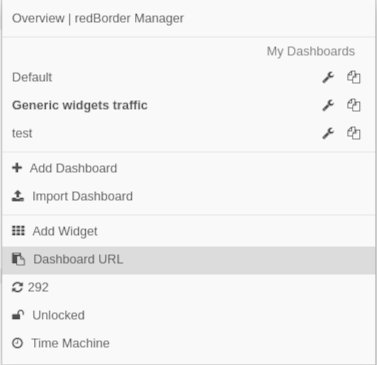 Overview | redBorder Manager
My Dashboards
Default
Generic widgets traffic
test
Add Dashboard
Import Dashboard
Add Widget
Dashboard URL
292
Unlocked
Time Machine